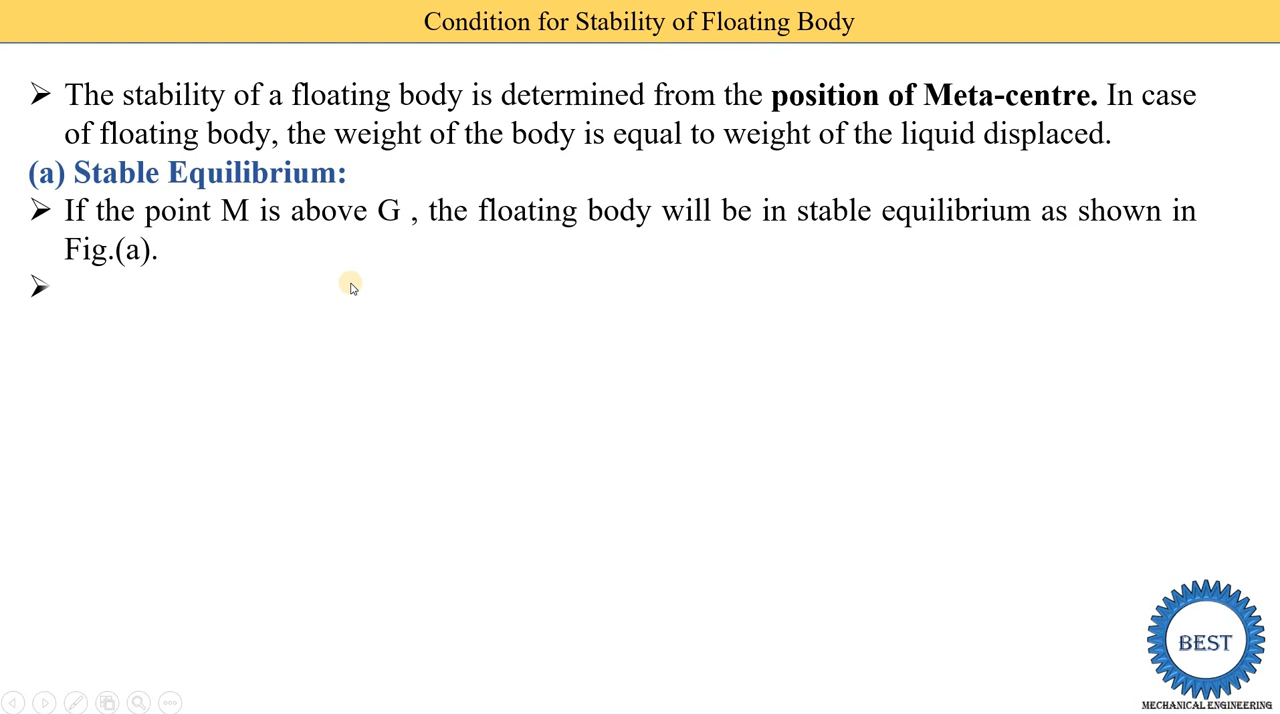 Condition for Stability of Floating Body
➤ The stability of a floating body is determined from the position of Meta-centre. In case
of floating body, the weight of the body is equal to weight of the liquid displaced.
(a) Stable Equilibrium:
➤ If the point M is above G , the floating body will be in stable equilibrium as shown in
Fig.(a).
➤
BEST
MECHANICAL ENGINEERING